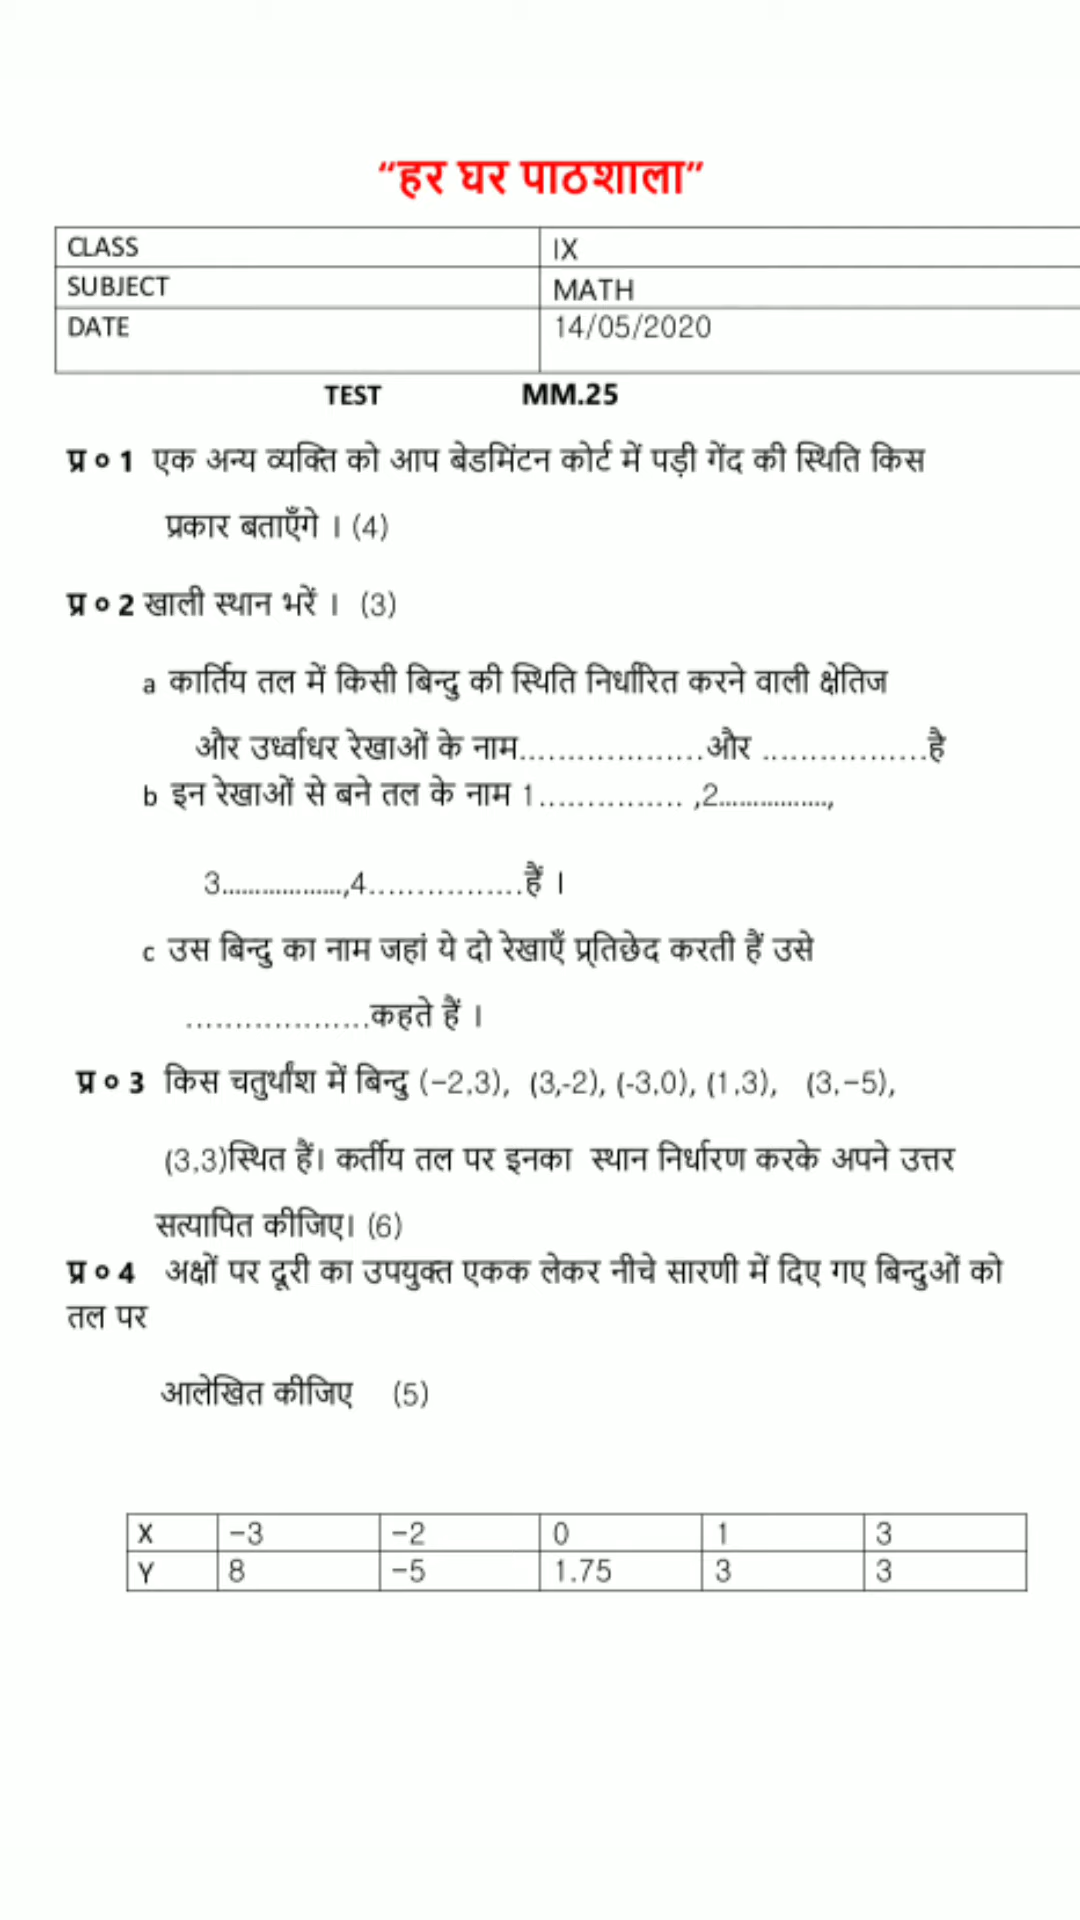 “हर घर पाठशाला”
CLASS IX
SUBJECT MATH
DATE 14/05/2020
TEST MM.25
प्र ० 1 एक अन्य व्यक्ति को आप बेडमिंटन कोर्ट में पड़ी गेंद की स्थिति किस
प्रकार बताएँगे । (4)
प्र ० 2 खाली स्थान भरें । (3)
a कार्तिय तल में किसी बिन्दु की स्थिति निर्धारित करने वाली क्षेतिज
और उर्ध्वाधर रेखाओं के नाम...................और .................है
b इन रेखाओं से बने तल के नाम 1............... ,2.................,
3..................,4................हैं ।
c उस बिन्दु का नाम जहां ये दो रेखाएँ प्रतिछेद करती हैं उसे
...................कहते हैं ।
प्र ० 3 किस चतुर्थांश में बिन्दु (−2,3), (3,-2), (-3,0), (1,3), (3,−5),
(3,3)स्थित हैं। कर्तीय तल पर इनका स्थान निर्धारण करके अपने उत्तर
सत्यापित कीजिए। (6)
प्र ० 4 अक्षों पर दूरी का उपयुक्त एकक लेकर नीचे सारणी में दिए गए बिन्दुओं को
तल पर
आलेखित कीजिए (5)
X −3 −2 0 1 3
Y 8 −5 1.75 3 3